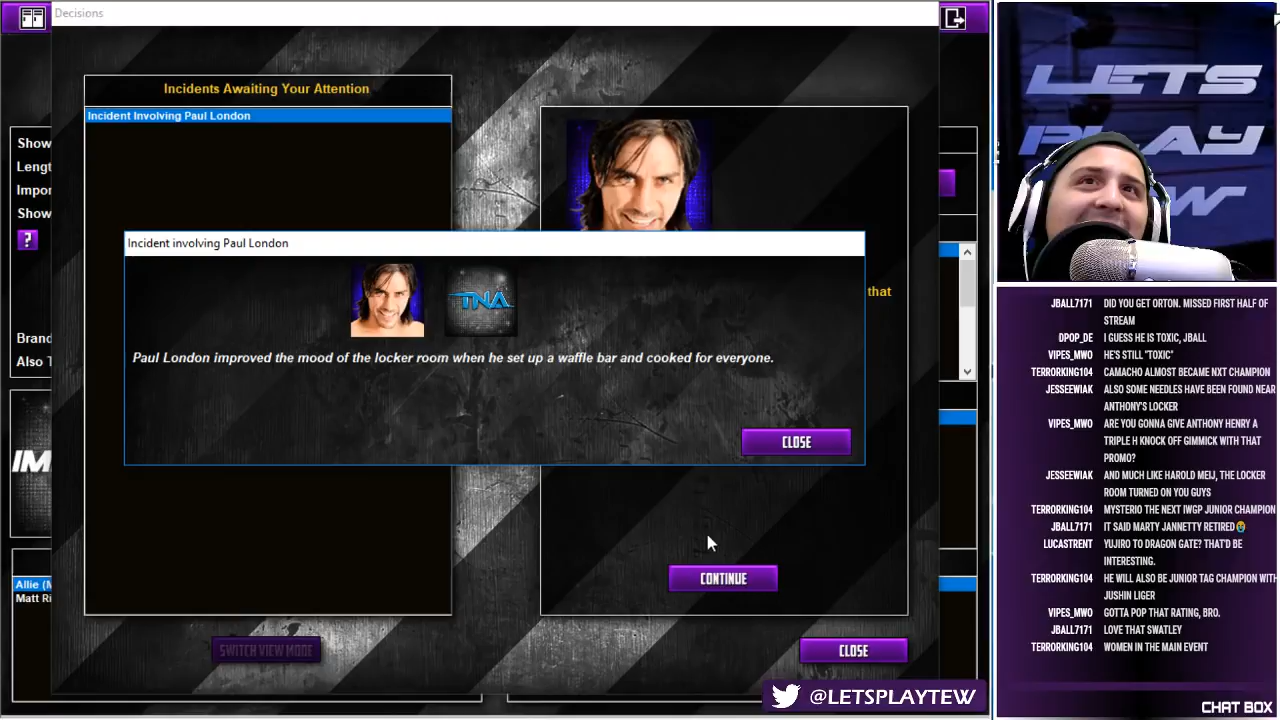 Decisions
Incidents Awaiting Your Attention
Incident Involving Paul London
Show
Lengt
Impor
Show
?
Brand
Also T
IM
Allie (M
Matt Ri
that
Incident involving Paul London
TNA
Paul London improved the mood of the locker room when he set up a waffle bar and cooked for everyone.
CLOSE
CONTINUE
SWITCH VIEW MODE
CLOSE
@LETSPLAYTEW
LETS
PLAY
JBALL7171 DID YOU GET ORTON. MISSED FIRST HALF OF
STREAM
DPOP_DE I GUESS HE IS TOXIC, JBALL
VIPES_MWO HE'S STILL "TOXIC"
TERRORKING104 CAMACHO ALMOST BECAME NXT CHAMPION
JESSEEWIAK ALSO SOME NEEDLES HAVE BEEN FOUND NEAR
ANTHONY'S LOCKER
VIPES_MWO ARE YOU GONNA GIVE ANTHONY HENRY A
TRIPLE H KNOCK OFF GIMMICK WITH THAT
PROMO?
JESSEEWIAK AND MUCH LIKE HAROLD MEIJ, THE LOCKER
ROOM TURNED ON YOU GUYS
TERRORKING104 MYSTERIO THE NEXT IWGP JUNIOR CHAMPION
JBALL7171 IT SAID MARTY JANNETTY RETIRED😭
LUCASTRENT YUJIRO TO DRAGON GATE? THAT'D BE
INTERESTING.
TERRORKING104 HE WILL ALSO BE JUNIOR TAG CHAMPION WITH
JUSHIN LIGER
VIPES_MWO GOTTA POP THAT RATING, BRO.
JBALL7171 LOVE THAT SWATLEY
TERRORKING104 WOMEN IN THE MAIN EVENT
CHAT BOX